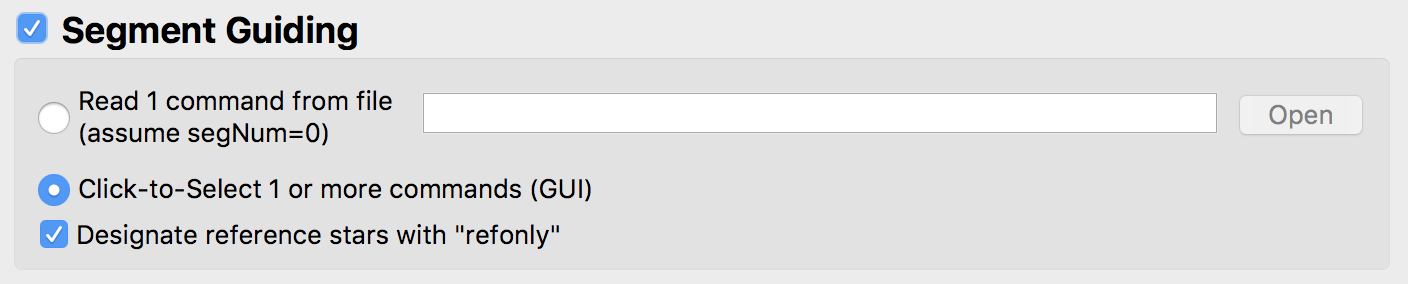 Segment Guiding
Read 1 command from file
(assume segNum=0)
Open
Click-to-Select 1 or more commands (GUI)
Designate reference stars with "refonly"